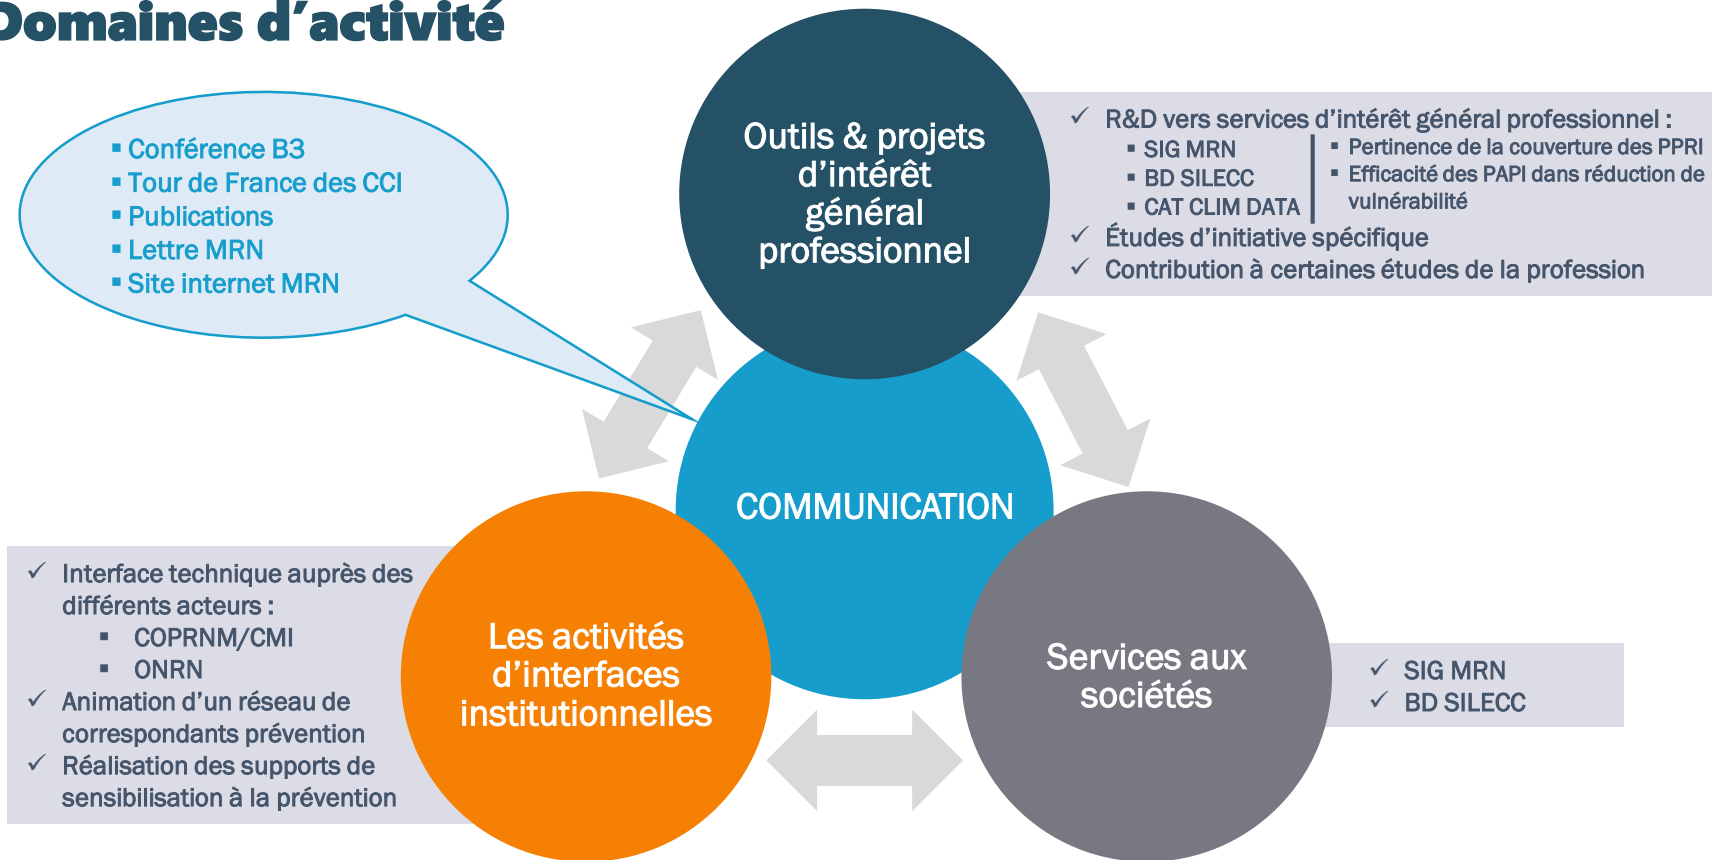 Domaines d’activité
▪ Conférence B3
▪ Tour de France des CCI
▪ Publications
▪ Lettre MRN
▪ Site internet MRN
Outils & projets
d’intérêt
général
professionnel
✓ R&D vers services d’intérêt général professionnel :
▪ SIG MRN
▪ BD SILECC
▪ CAT CLIM DATA
▪ Pertinence de la couverture des PPRI
▪ Efficacité des PAPI dans réduction de
vulnérabilité
✓ Études d’initiative spécifique
✓ Contribution à certaines études de la profession
COMMUNICATION
✓ Interface technique auprès des
différents acteurs :
▪ COPRNM/CMI
▪ ONRN
✓ Animation d’un réseau de
correspondants prévention
✓ Réalisation des supports de
sensibilisation à la prévention
Les activités
d’interfaces
institutionnelles
Services aux
sociétés
✓ SIG MRN
✓ BD SILECC